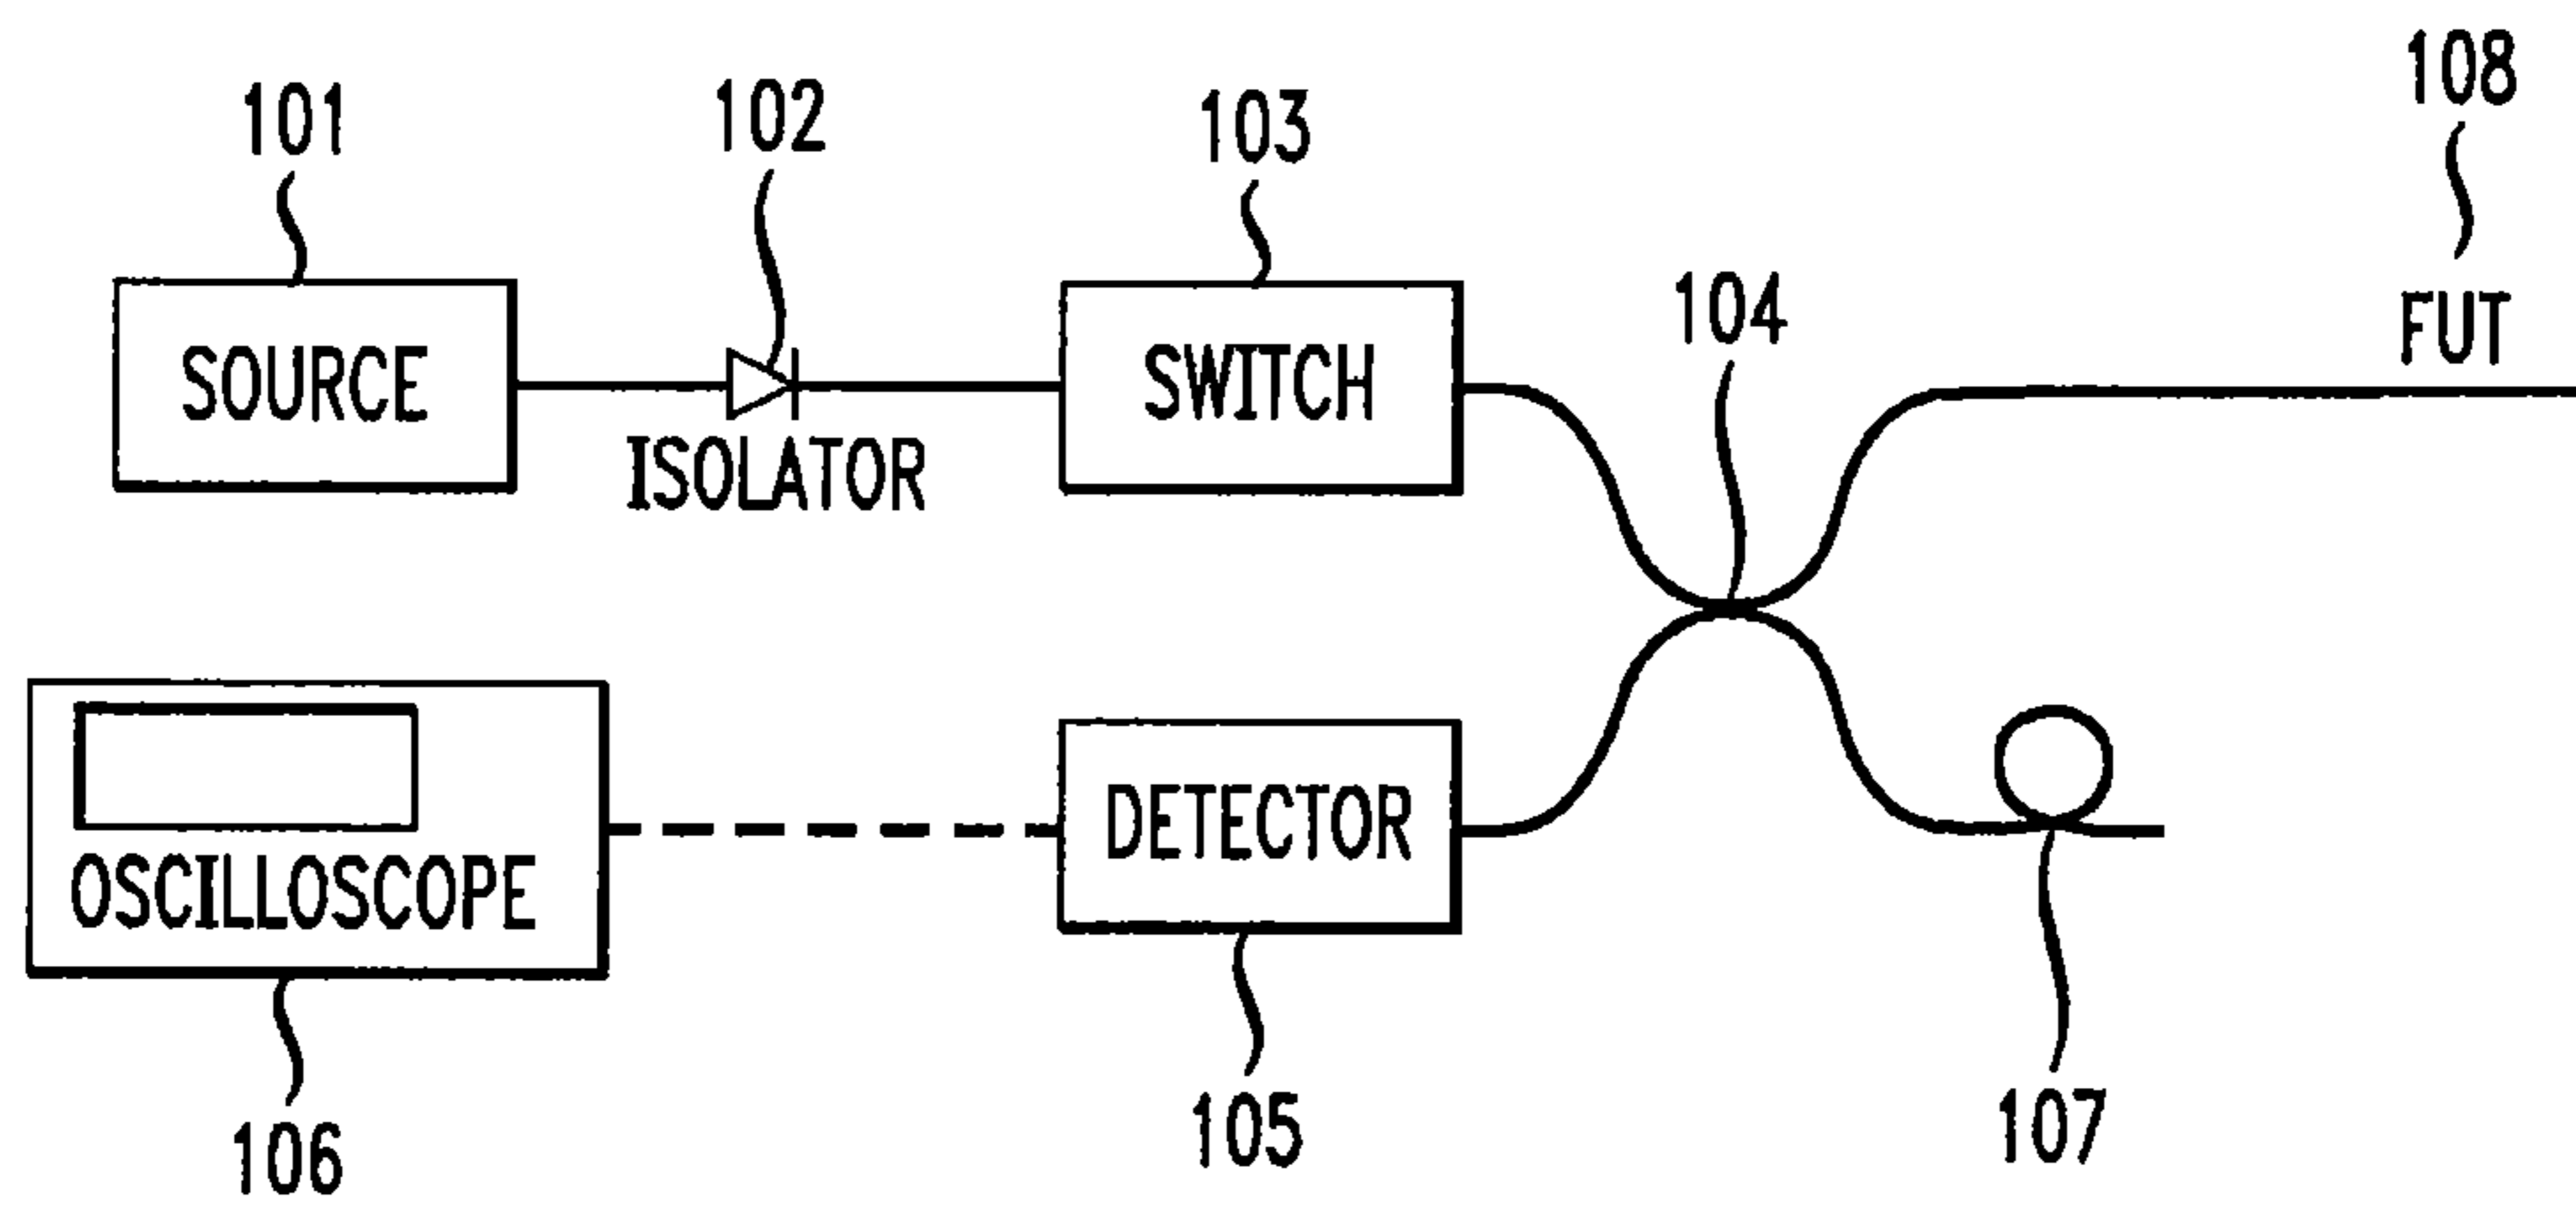 101
102
103
108
104
SOURCE
ISOLATOR
SWITCH
FUT
OSCILLOSCOPE
DETECTOR
106
105
107